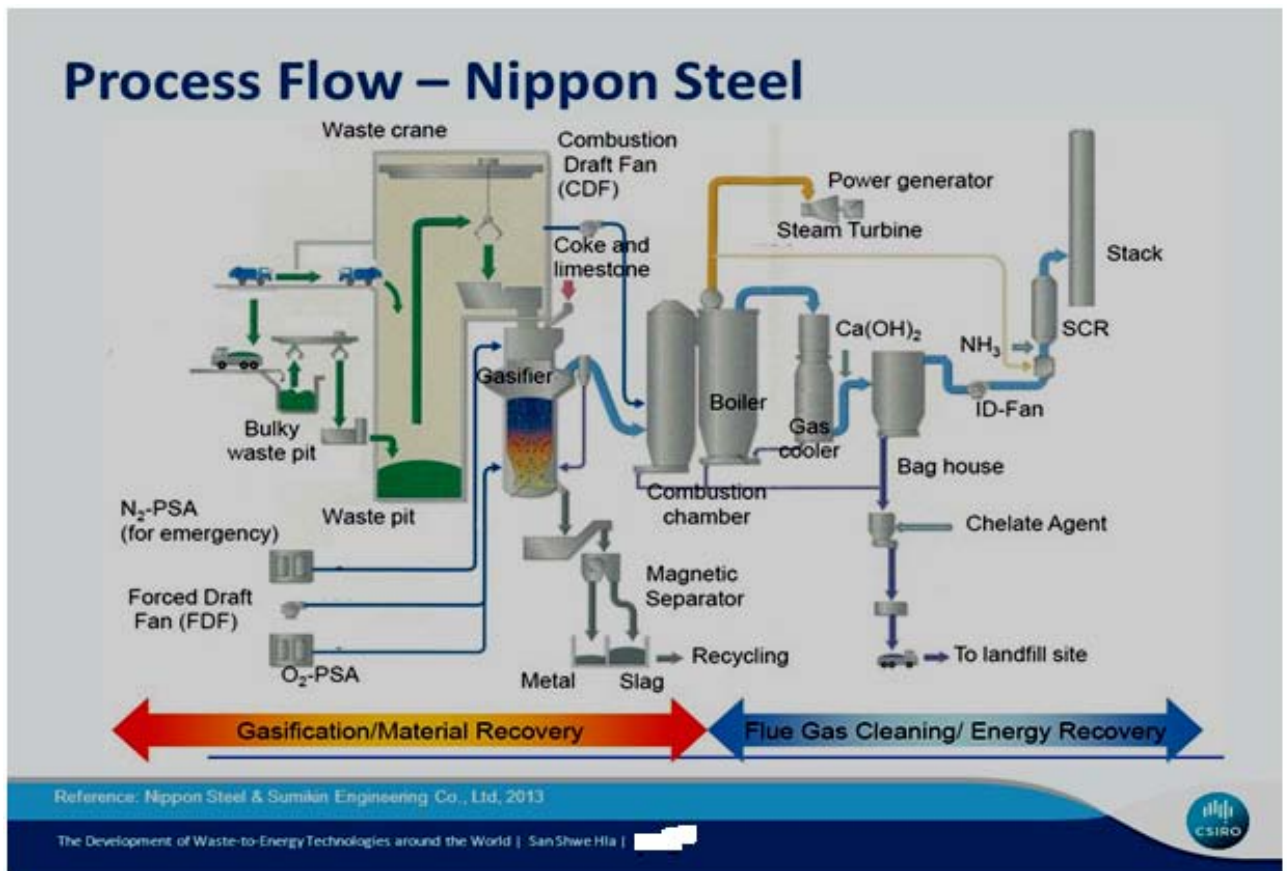 Process Flow – Nippon Steel
Waste crane
Combustion
Draft Fan
(CDF)
Coke and
limestone
Power generator
Steam Turbine
Stack
Ca(OH)₂
NH₃
SCR
Gasifier
Boiler
Gas
cooler
ID-Fan
Bulky
waste pit
Bag house
Combustion
chamber
Waste pit
N₂-PSA
(for emergency)
Chelate Agent
Magnetic
Separator
Forced Draft
Fan (FDF)
O₂-PSA
Metal
Slag
Recycling
To landfill site
Gasification/Material Recovery
Flue Gas Cleaning/ Energy Recovery
Reference: Nippon Steel & Sumikin Engineering Co., Ltd, 2013
The Development of Waste-to-Energy Technologies around the World | San Shwe Hla |
CSIRO